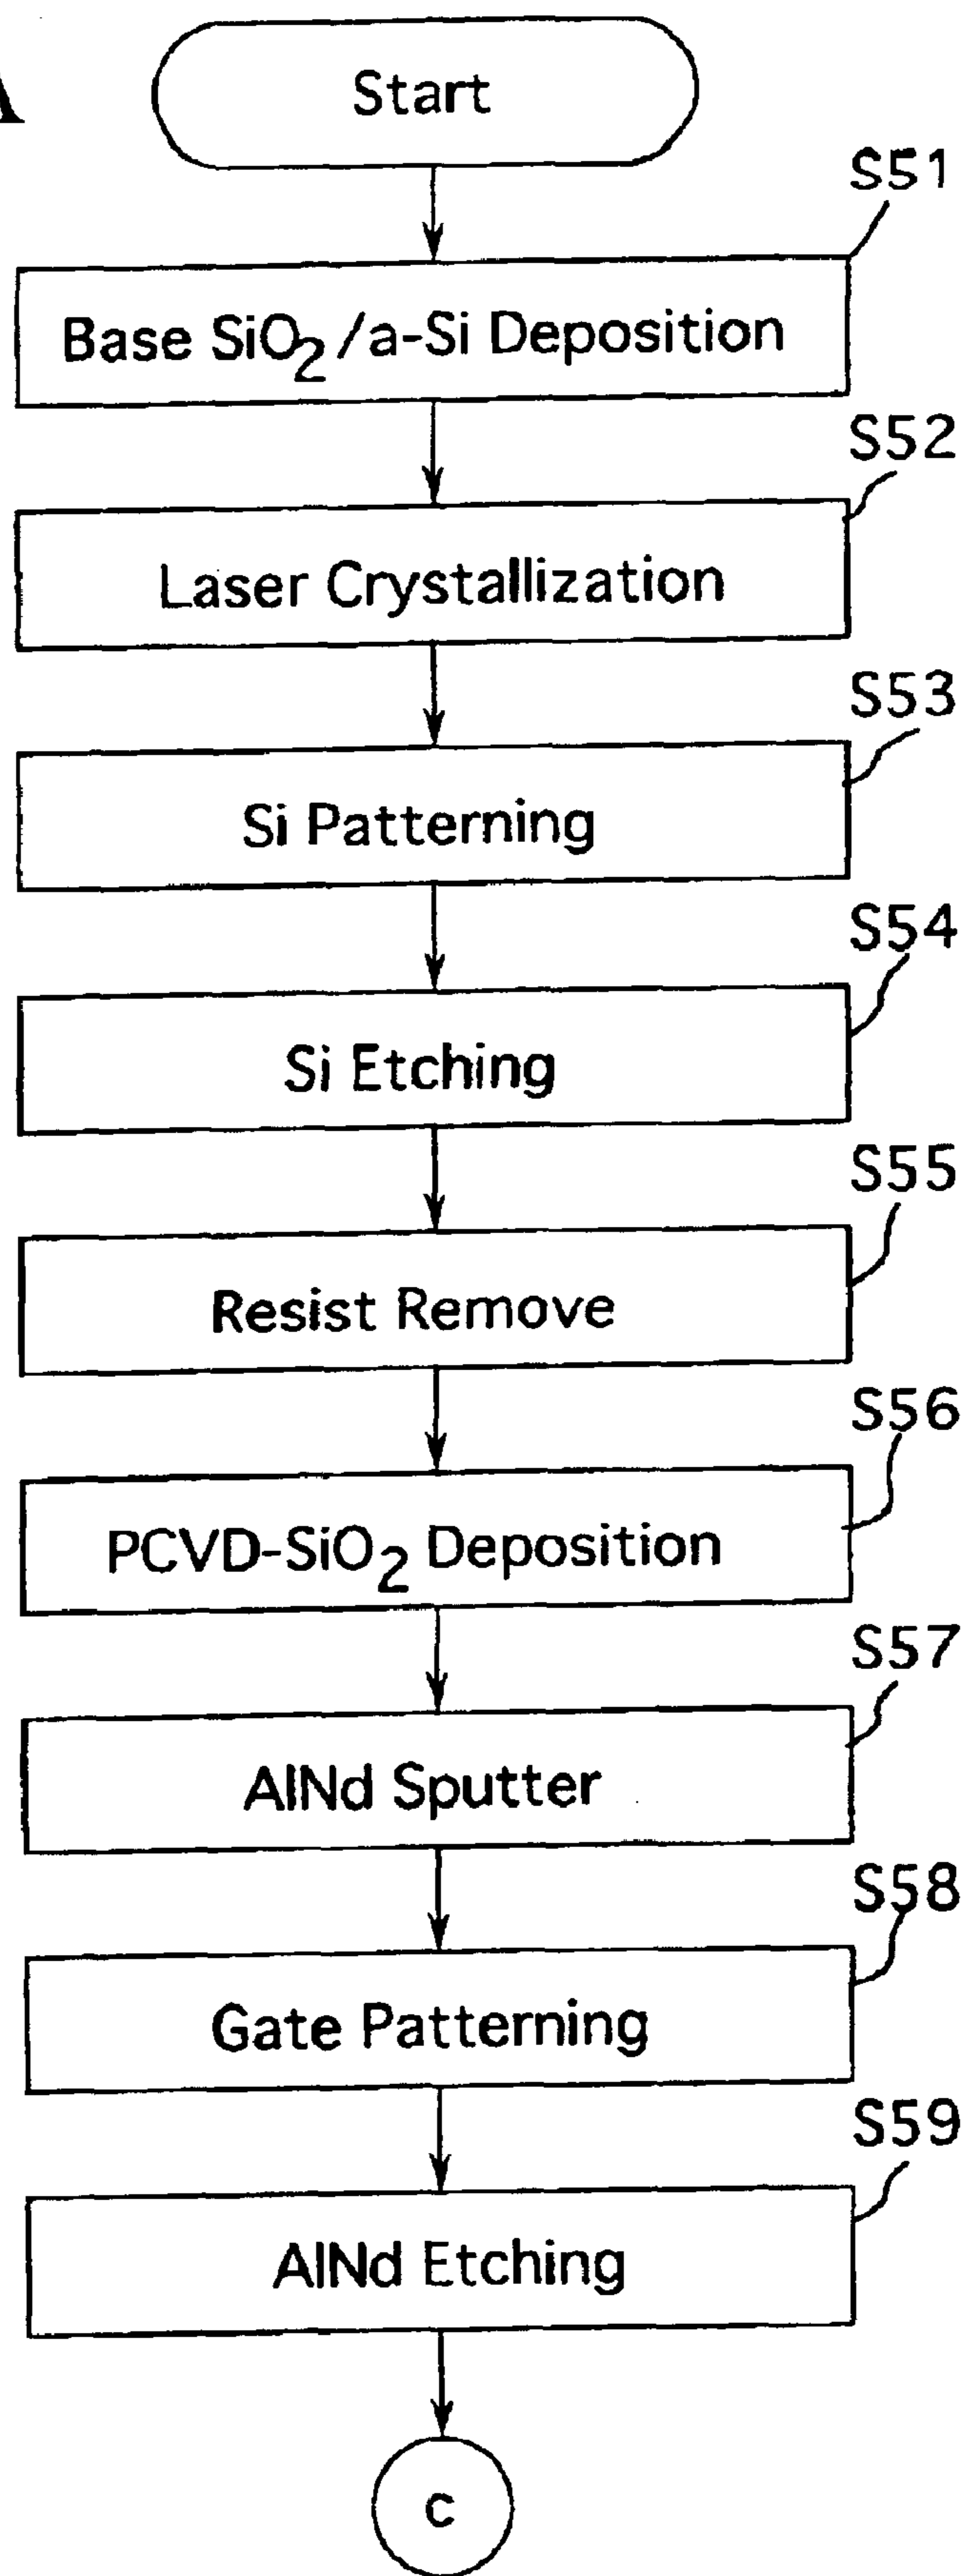 A
Start
S51
Base SiO₂/a-Si Deposition
S52
Laser Crystallization
S53
Si Patterning
S54
Si Etching
S55
Resist Remove
S56
PCVD-SiO₂ Deposition
S57
AlNd Sputter
S58
Gate Patterning
S59
AlNd Etching
c